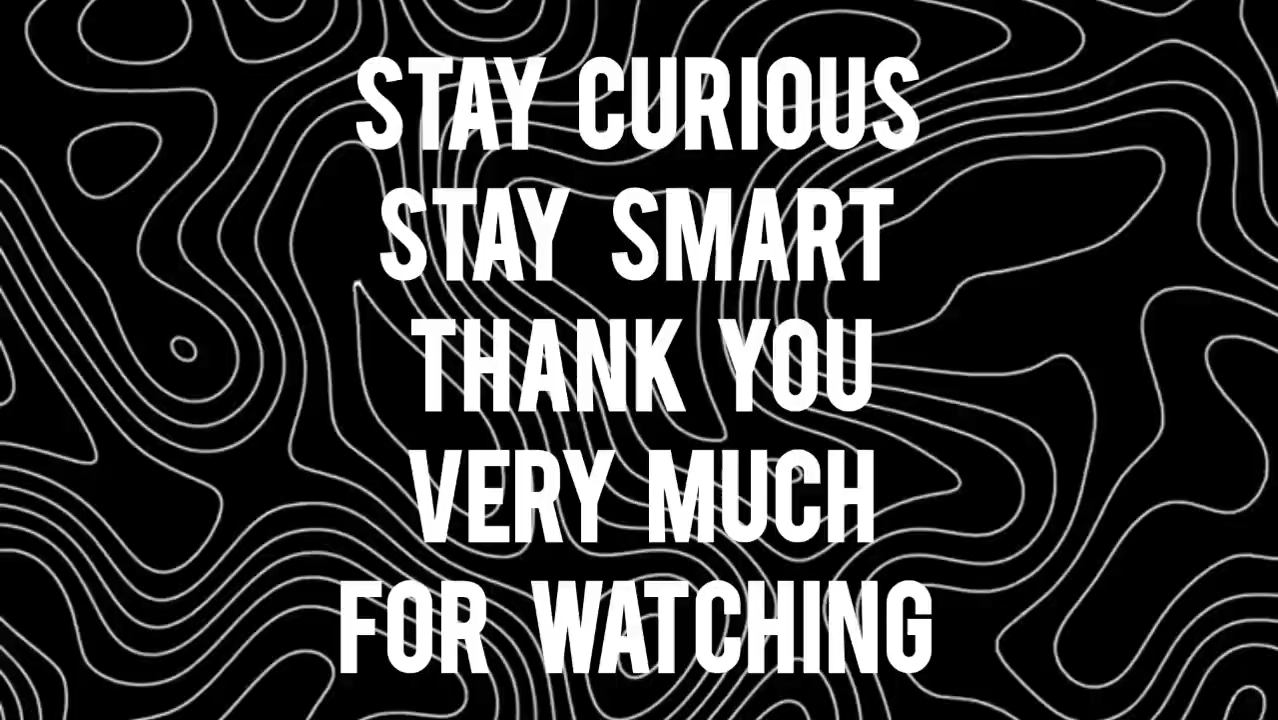 STAY CURIOUS
STAY SMART
THANK YOU
VERY MUCH
FOR WATCHING